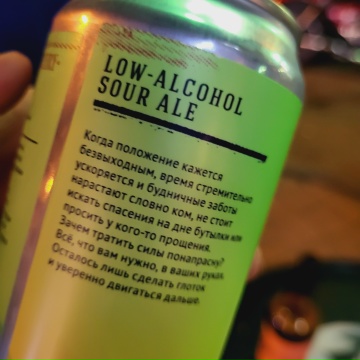 LOW-ALCOHOL
SOUR ALE
Когда положение кажется
безвыходным, время стремительно
ускоряется и будничные заботы
нарастают словно ком, не стоит
искать спасения на дне бутылки или
просить у кого-то прощения.
Зачем тратить силы понапраску?
Всё, что вам нужно, в ваших руках.
Осталось лишь сделать глоток
и уверенно двигаться дальше.